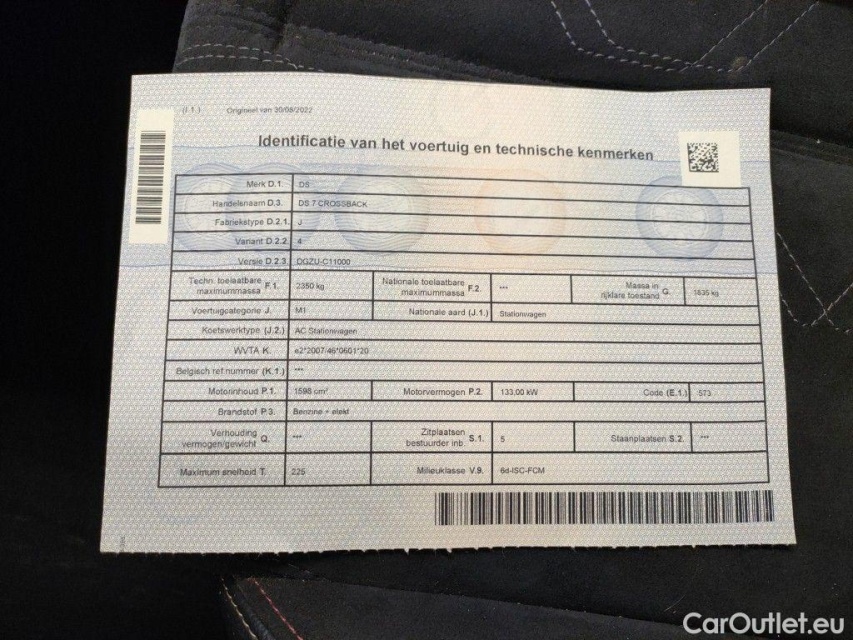 (I 1.) Origineel van 30/05/2022
Identificatie van het voertuig en technische kenmerken
Merk D.1. DS
Handelsnaam D.3. DS 7 CROSSBACK
Fabriekstype D.2.1. J
Variant D.2.2. 4
Versie D.2.3. DGZU-C11000
Techn. toelaatbare maximummassa F.1. 2350 kg Nationale toelaatbare maximummassa F.2. *** Massa in rijklare toestand G. 1835 kg
Voertuigcategorie J. M1 Nationale aard (J.1.) Stationwagen
Koetswerktype (J.2.) AC Stationwagen
WVTA K. e2*2007/46*0601*20
Belgisch ref.nummer (K.1.) ***
Motorinhoud P.1. 1598 cm³ Motorvermogen P.2. 133,00 kW Code (E.1.) 573
Brandstof P.3. Benzine + elekt
Verhouding vermogen/gewicht Q. *** Zitplaatsen bestuurder inb. S.1. 5 Staanplaatsen S.2. ***
Maximum snelheid T. 225 Milieuklasse V.9. 6d-ISC-FCM
CarOutlet.eu